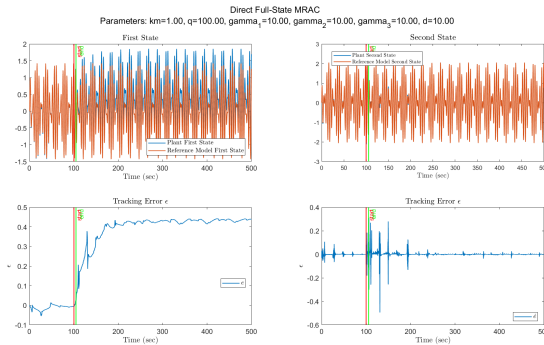 Direct Full-State MRAC
Parameters: km=1.00, q=100.00, gamma1=10.00, gamma2=10.00, gamma3=10.00, d=10.00
First State
2
1.5
1
0.5
0
-0.5
-1
-1.5
0 100 200 300 400 500
Time (sec)
Plant First State
Reference Model First State
Second State
3
2
1
0
-1
-2
-3
0 50 100 150 200 250 300 350 400 450 500
Time (sec)
Plant Second State
Reference Model Second State
Tracking Error ϵ
0.5
0.4
0.3
0.2
0.1
0
-0.1
0 100 200 300 400 500
Time (sec)
ϵ
Tracking Error ϵ
0.4
0.2
0
0.2
0.4
0.6
0 100 200 300 400 500
Time (sec)
ϵ